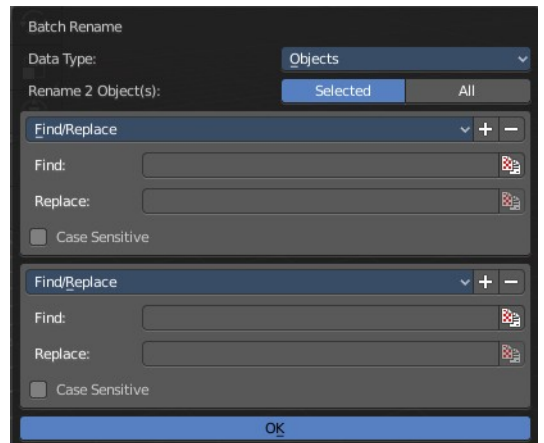 Batch Rename
Data Type: Objects
Rename 2 Object(s): Selected All
Find/Replace
Find:
Replace:
Case Sensitive
Find/Replace
Find:
Replace:
Case Sensitive
OK